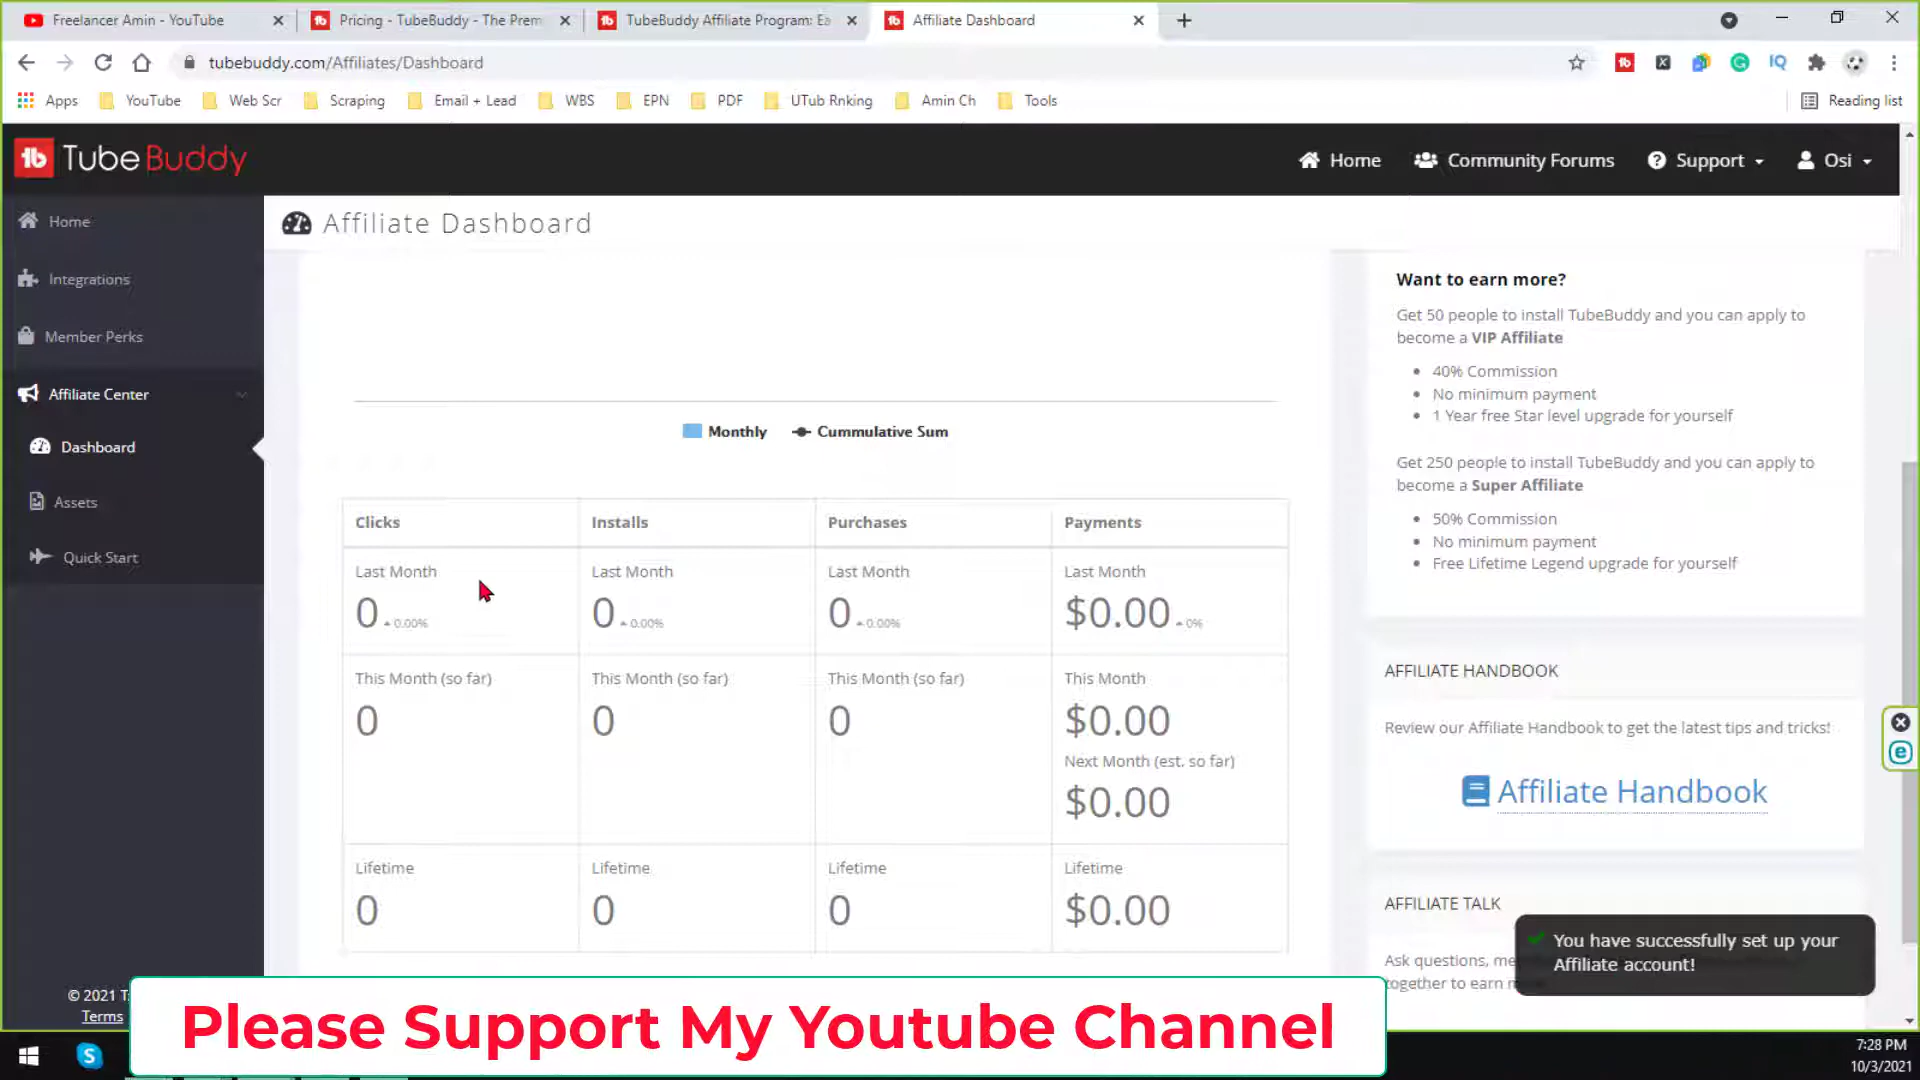 Freelancer Amin - YouTube
Pricing - TubeBuddy - The Prem
TubeBuddy Affiliate Program: Ea
Affiliate Dashboard
tubebuddy.com/Affiliates/Dashboard
Apps YouTube Web Scr Scraping Email + Lead WBS EPN PDF UTub Rnking Amin Ch Tools Reading list
TubeBuddy
Home Community Forums Support Osi
Home
Integrations
Member Perks
Affiliate Center
Dashboard
Assets
Quick Start
© 2021
Terms
Affiliate Dashboard
Monthly Cummulative Sum
Clicks Installs Purchases Payments
Last Month Last Month Last Month Last Month
0 0.00% 0 0.00% 0 0.00% $0.00 0%
This Month (so far) This Month (so far) This Month (so far) This Month
0 0 0 $0.00
Next Month (est. so far)
$0.00
Lifetime Lifetime Lifetime Lifetime
0 0 0 $0.00
Want to earn more?
Get 50 people to install TubeBuddy and you can apply to
become a VIP Affiliate
40% Commission
No minimum payment
1 Year free Star level upgrade for yourself
Get 250 people to install TubeBuddy and you can apply to
become a Super Affiliate
50% Commission
No minimum payment
Free Lifetime Legend upgrade for yourself
AFFILIATE HANDBOOK
Review our Affiliate Handbook to get the latest tips and tricks!
Affiliate Handbook
AFFILIATE TALK
Ask questions,
together to earn
You have successfully set up your
Affiliate account!
Please Support My Youtube Channel
7:28 PM
10/3/2021